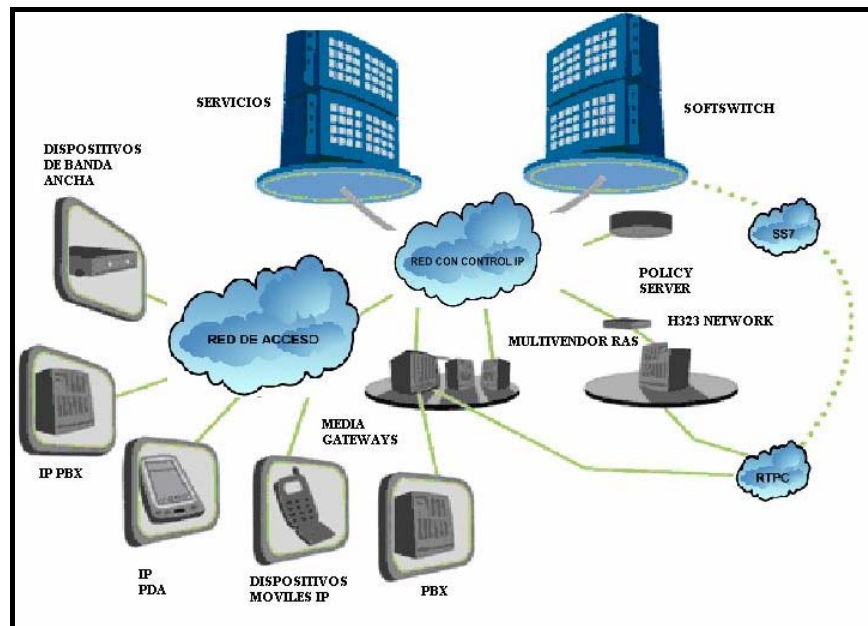 SERVICIOS
SOFTSWITCH
DISPOSITIVOS
DE BANDA
ANCHA
SS7
RED CON CONTROL IP
POLICY
SERVER
H323 NETWORK
RED DE ACCESO
MULTIVENDOR RAS
MEDIA
GATEWAYS
IP PBX
RTPC
IP
PDA
DISPOSITIVOS
MOVILES IP
PBX